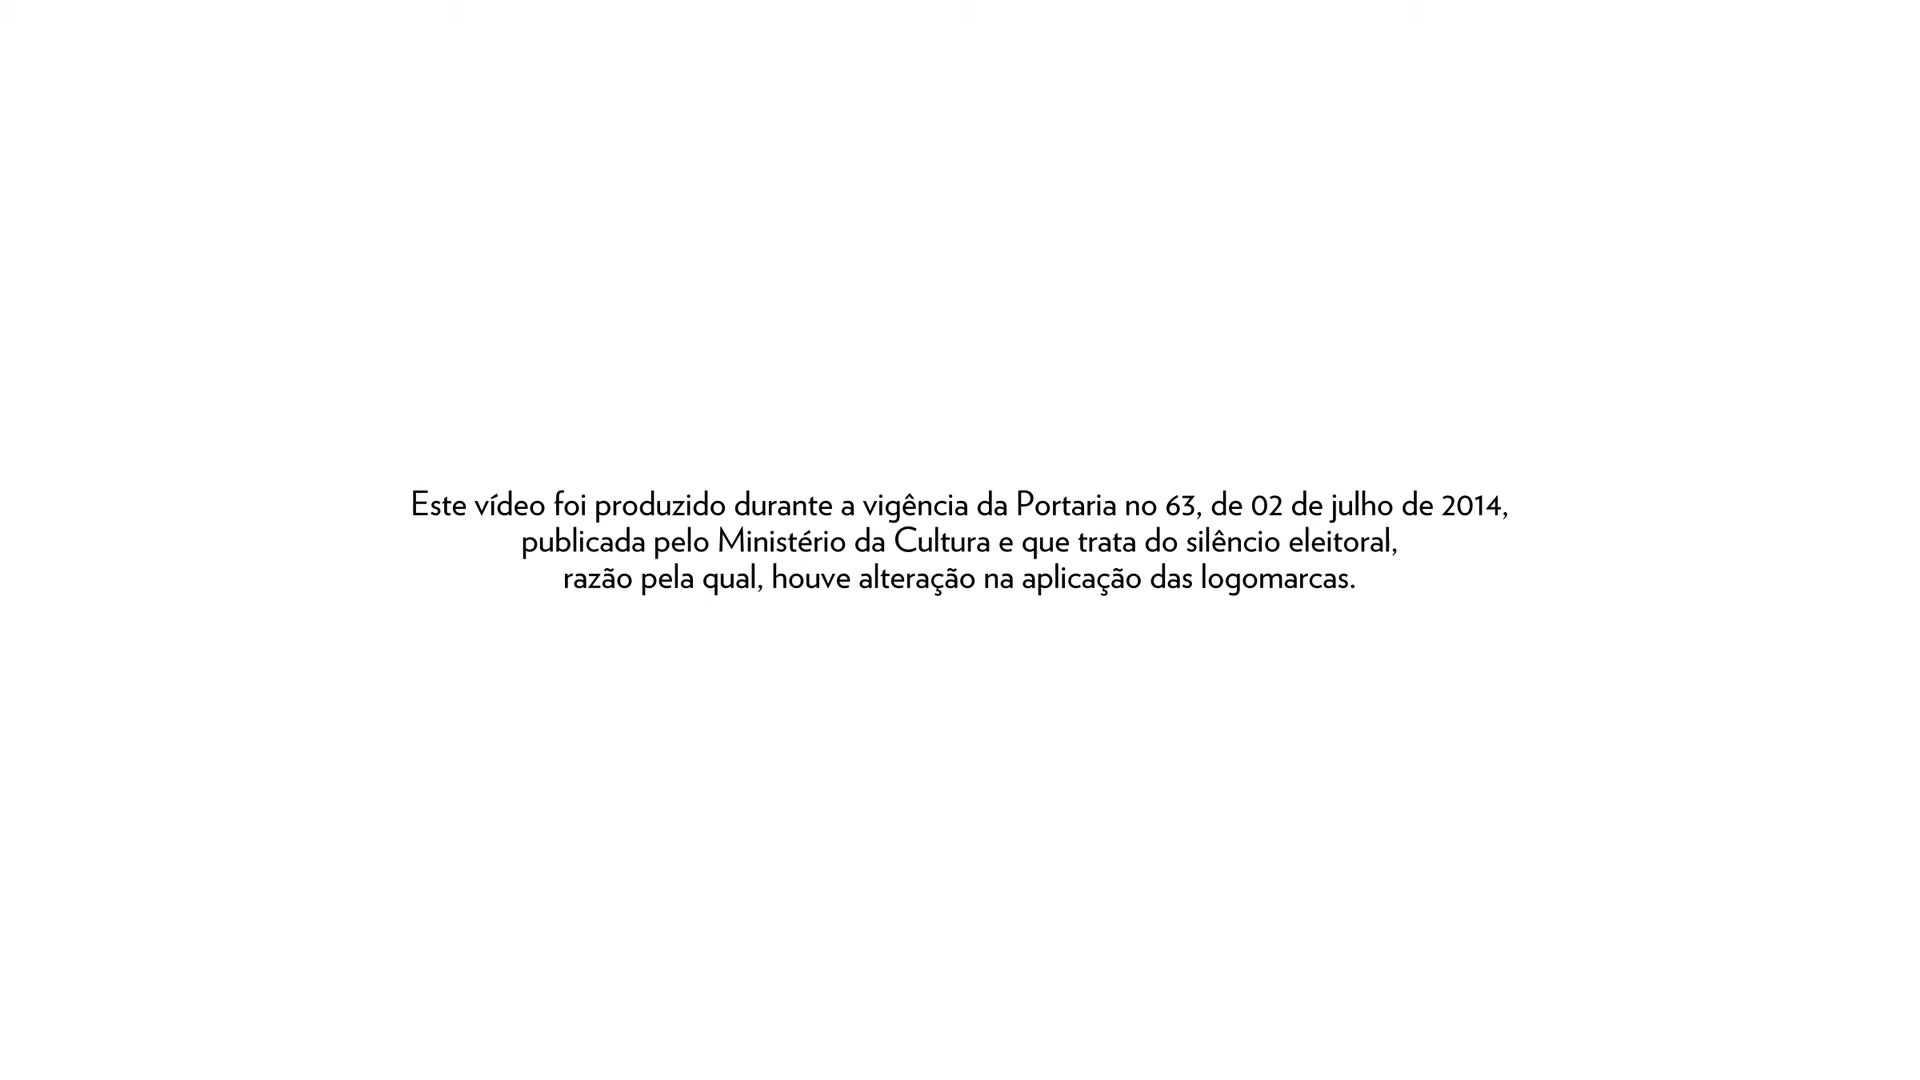 Este vídeo foi produzido durante a vigência da Portaria no 63, de 02 de julho de 2014,
publicada pelo Ministério da Cultura e que trata do silêncio eleitoral,
razão pela qual, houve alteração na aplicação das logomarcas.